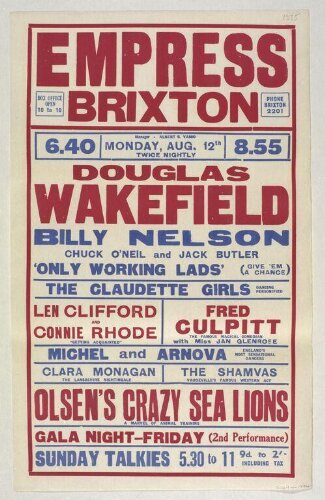 1935
EMPRESS
BOX OFFICE
OPEN
10 to 10
BRIXTON
PHONE
BRIXTON
2201
Manager - ALBERT
6.40
MONDAY, AUG. 12th
TWICE NIGHTLY
8.55
DOUGLAS
WAKEFIELD
BILLY NELSON
CHUCK O'NEIL and JACK BUTLER
'ONLY WORKING LADS' (GIVE 'EM A CHANCE)
THE CLAUDETTE GIRLS DANCING PERSONIFIED
LEN CLIFFORD
AND
CONNIE RHODE
"GETTING ACQUAINTED"
FRED
CULPITT
THE FAMOUS MAGICAL COMEDIAN
with Miss JAN GLENROSE
MICHEL and ARNOVA
ENGLAND'S
MOST SENSATIONAL
DANCERS
CLARA MONAGAN
THE LANCASHIRE NIGHTINGALE
THE SHAMVAS
VAUDEVILLE'S FAMOUS WESTERN ACT
OLSEN'S CRAZY SEA LIONS
A MARVEL OF ANIMAL TRAINING
GALA NIGHT—FRIDAY (2nd Performance)
SUNDAY TALKIES 5.30 to 11 9d. to 2/-
INCLUDING TAX